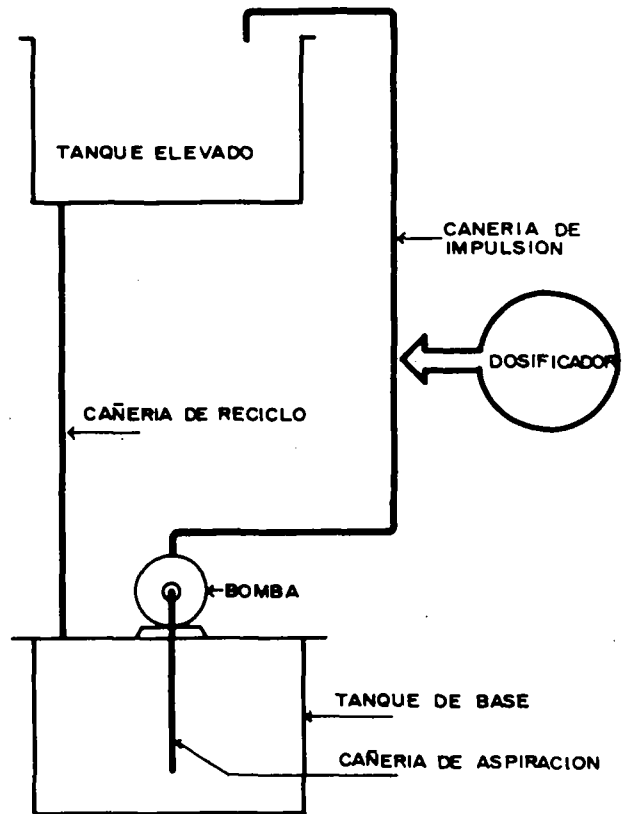 TANQUE ELEVADO
CANERIA DE
IMPULSION
DOSIFICADOR
CAÑERIA DE RECICLO
BOMBA
TANQUE DE BASE
CAÑERIA DE ASPIRACION